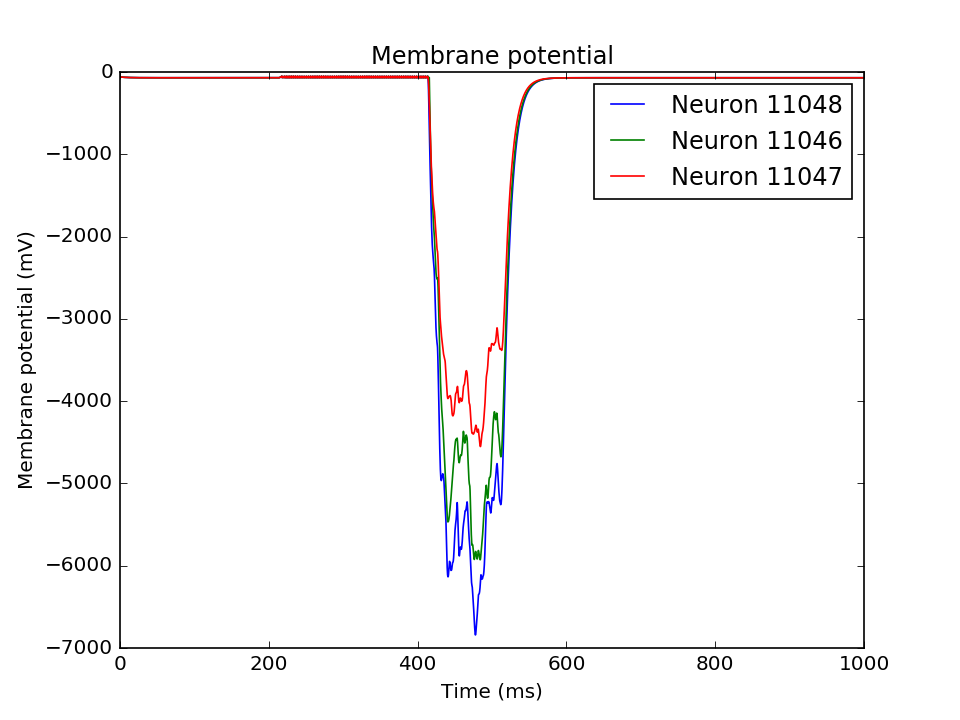 Membrane potential
0
−1000
−2000
−3000
−4000
−5000
−6000
−7000
Membrane potential (mV)
Neuron 11048
Neuron 11046
Neuron 11047
0 200 400 600 800 1000
Time (ms)